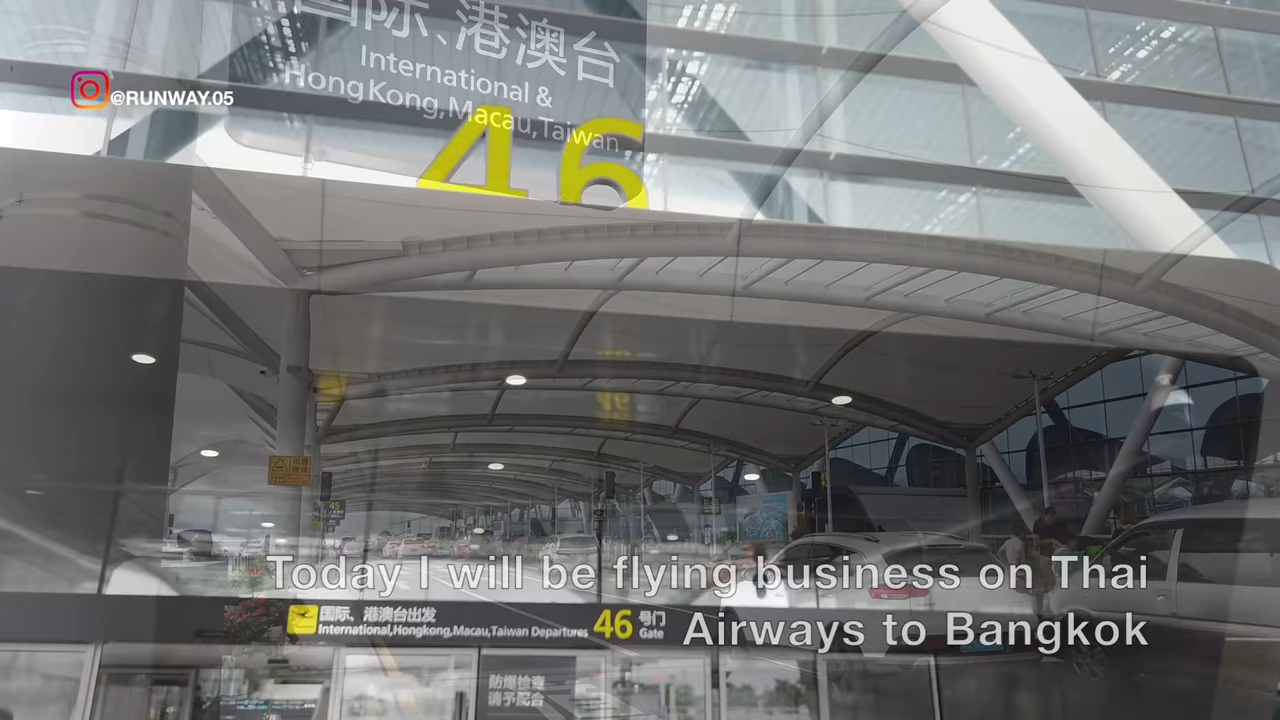 国际、港澳台
International &
HongKong,Macau,Taiwan
46
@RUNWAY.05
45
Today I will be flying business on Thai
Airways to Bangkok
国际、港澳台出发
International,Hongkong,Macau,Taiwan Departures
46 号门
Gate
防爆检查
请予配合